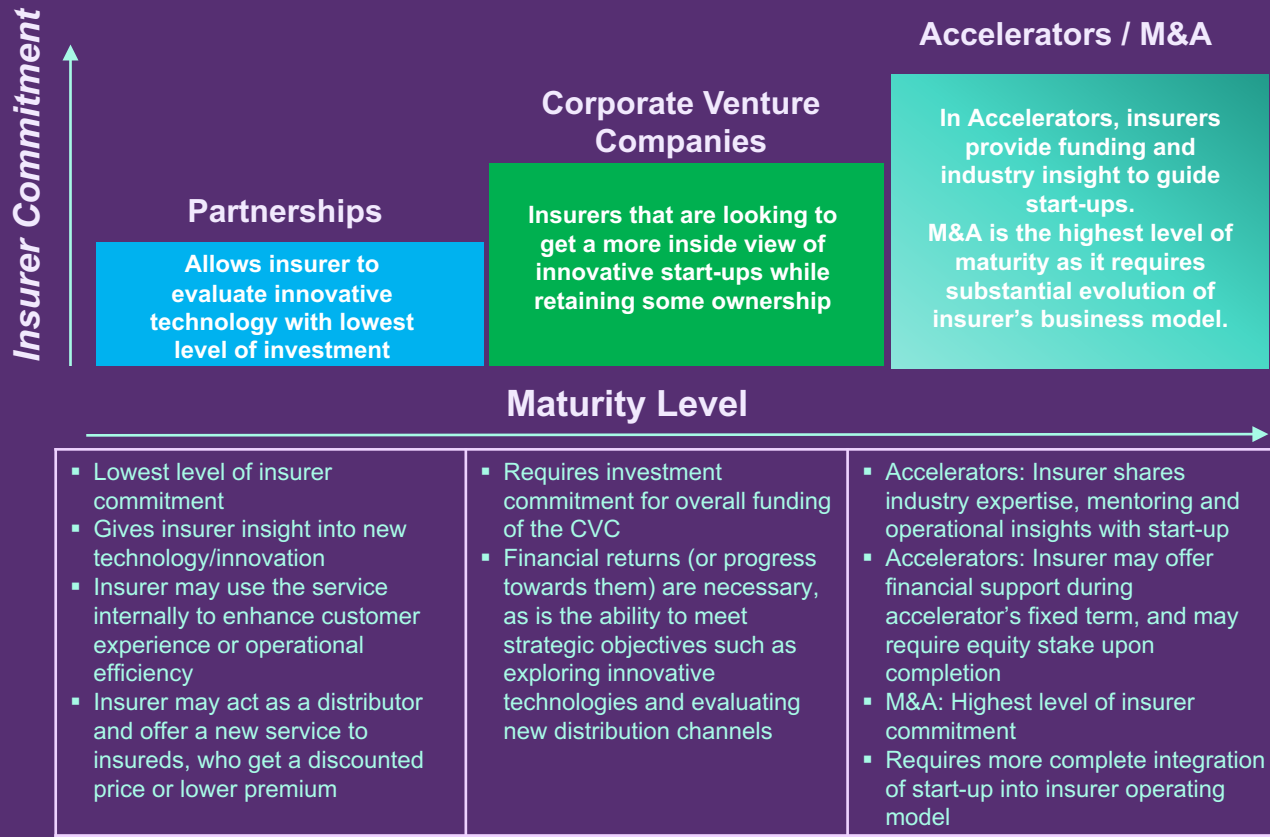 Insurer Commitment
Partnerships
Allows insurer to
evaluate innovative
technology with lowest
level of investment
Corporate Venture
Companies
Insurers that are looking to
get a more inside view of
innovative start-ups while
retaining some ownership
Accelerators / M&A
In Accelerators, insurers
provide funding and
industry insight to guide
start-ups.
M&A is the highest level of
maturity as it requires
substantial evolution of
insurer’s business model.
Maturity Level
▪ Lowest level of insurer
commitment
▪ Gives insurer insight into new
technology/innovation
▪ Insurer may use the service
internally to enhance customer
experience or operational
efficiency
▪ Insurer may act as a distributor
and offer a new service to
insureds, who get a discounted
price or lower premium
▪ Requires investment
commitment for overall funding
of the CVC
▪ Financial returns (or progress
towards them) are necessary,
as is the ability to meet
strategic objectives such as
exploring innovative
technologies and evaluating
new distribution channels
▪ Accelerators: Insurer shares
industry expertise, mentoring and
operational insights with start-up
▪ Accelerators: Insurer may offer
financial support during
accelerator’s fixed term, and may
require equity stake upon
completion
▪ M&A: Highest level of insurer
commitment
▪ Requires more complete integration
of start-up into insurer operating
model